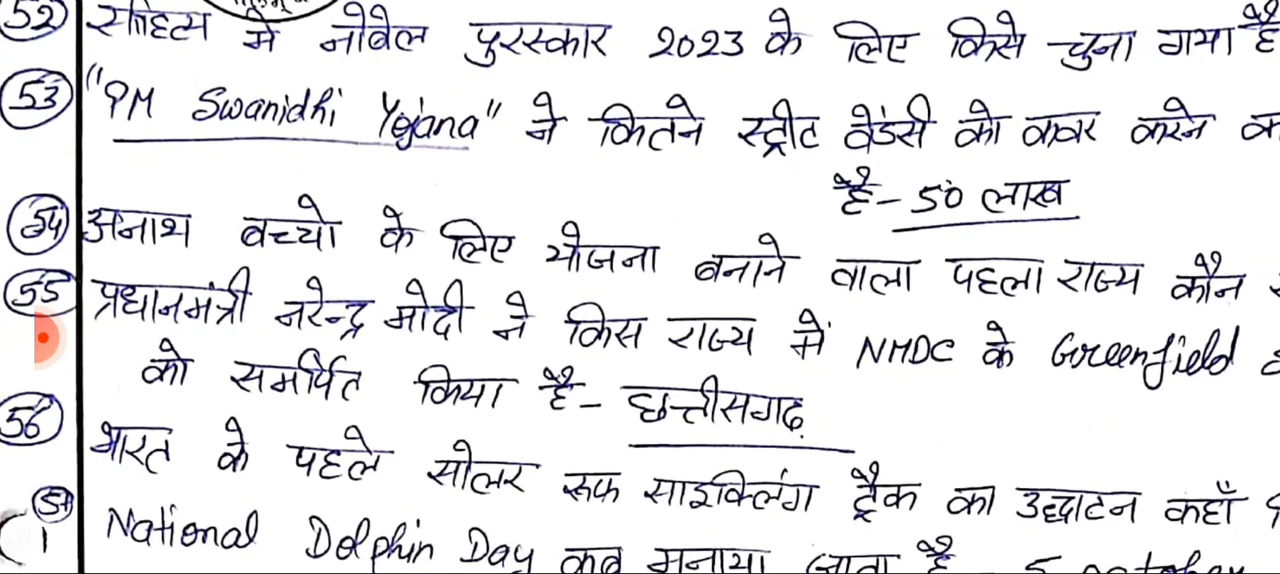 52 साहित्य में नोबेल पुरस्कार 2023 के लिए किसे चुना गया है
53 "PM Swanidhi Yojana" ने कितने स्ट्रीट वेंडर्स को कवर करने
है- 50 लाख
54 अनाथ बच्चो के लिए योजना बनाने वाला पहला राज्य कौन
55 प्रधानमंत्री नरेन्द्र मोदी ने किस राज्य में NMDC के Greenfield
को समर्पित किया है- छत्तीसगढ़
56 भारत के पहले सोलर रूफ साइक्लिंग ट्रैक का उद्घाटन कहाँ
57 National Dolphin Day कब मनाया जाता है 5 october